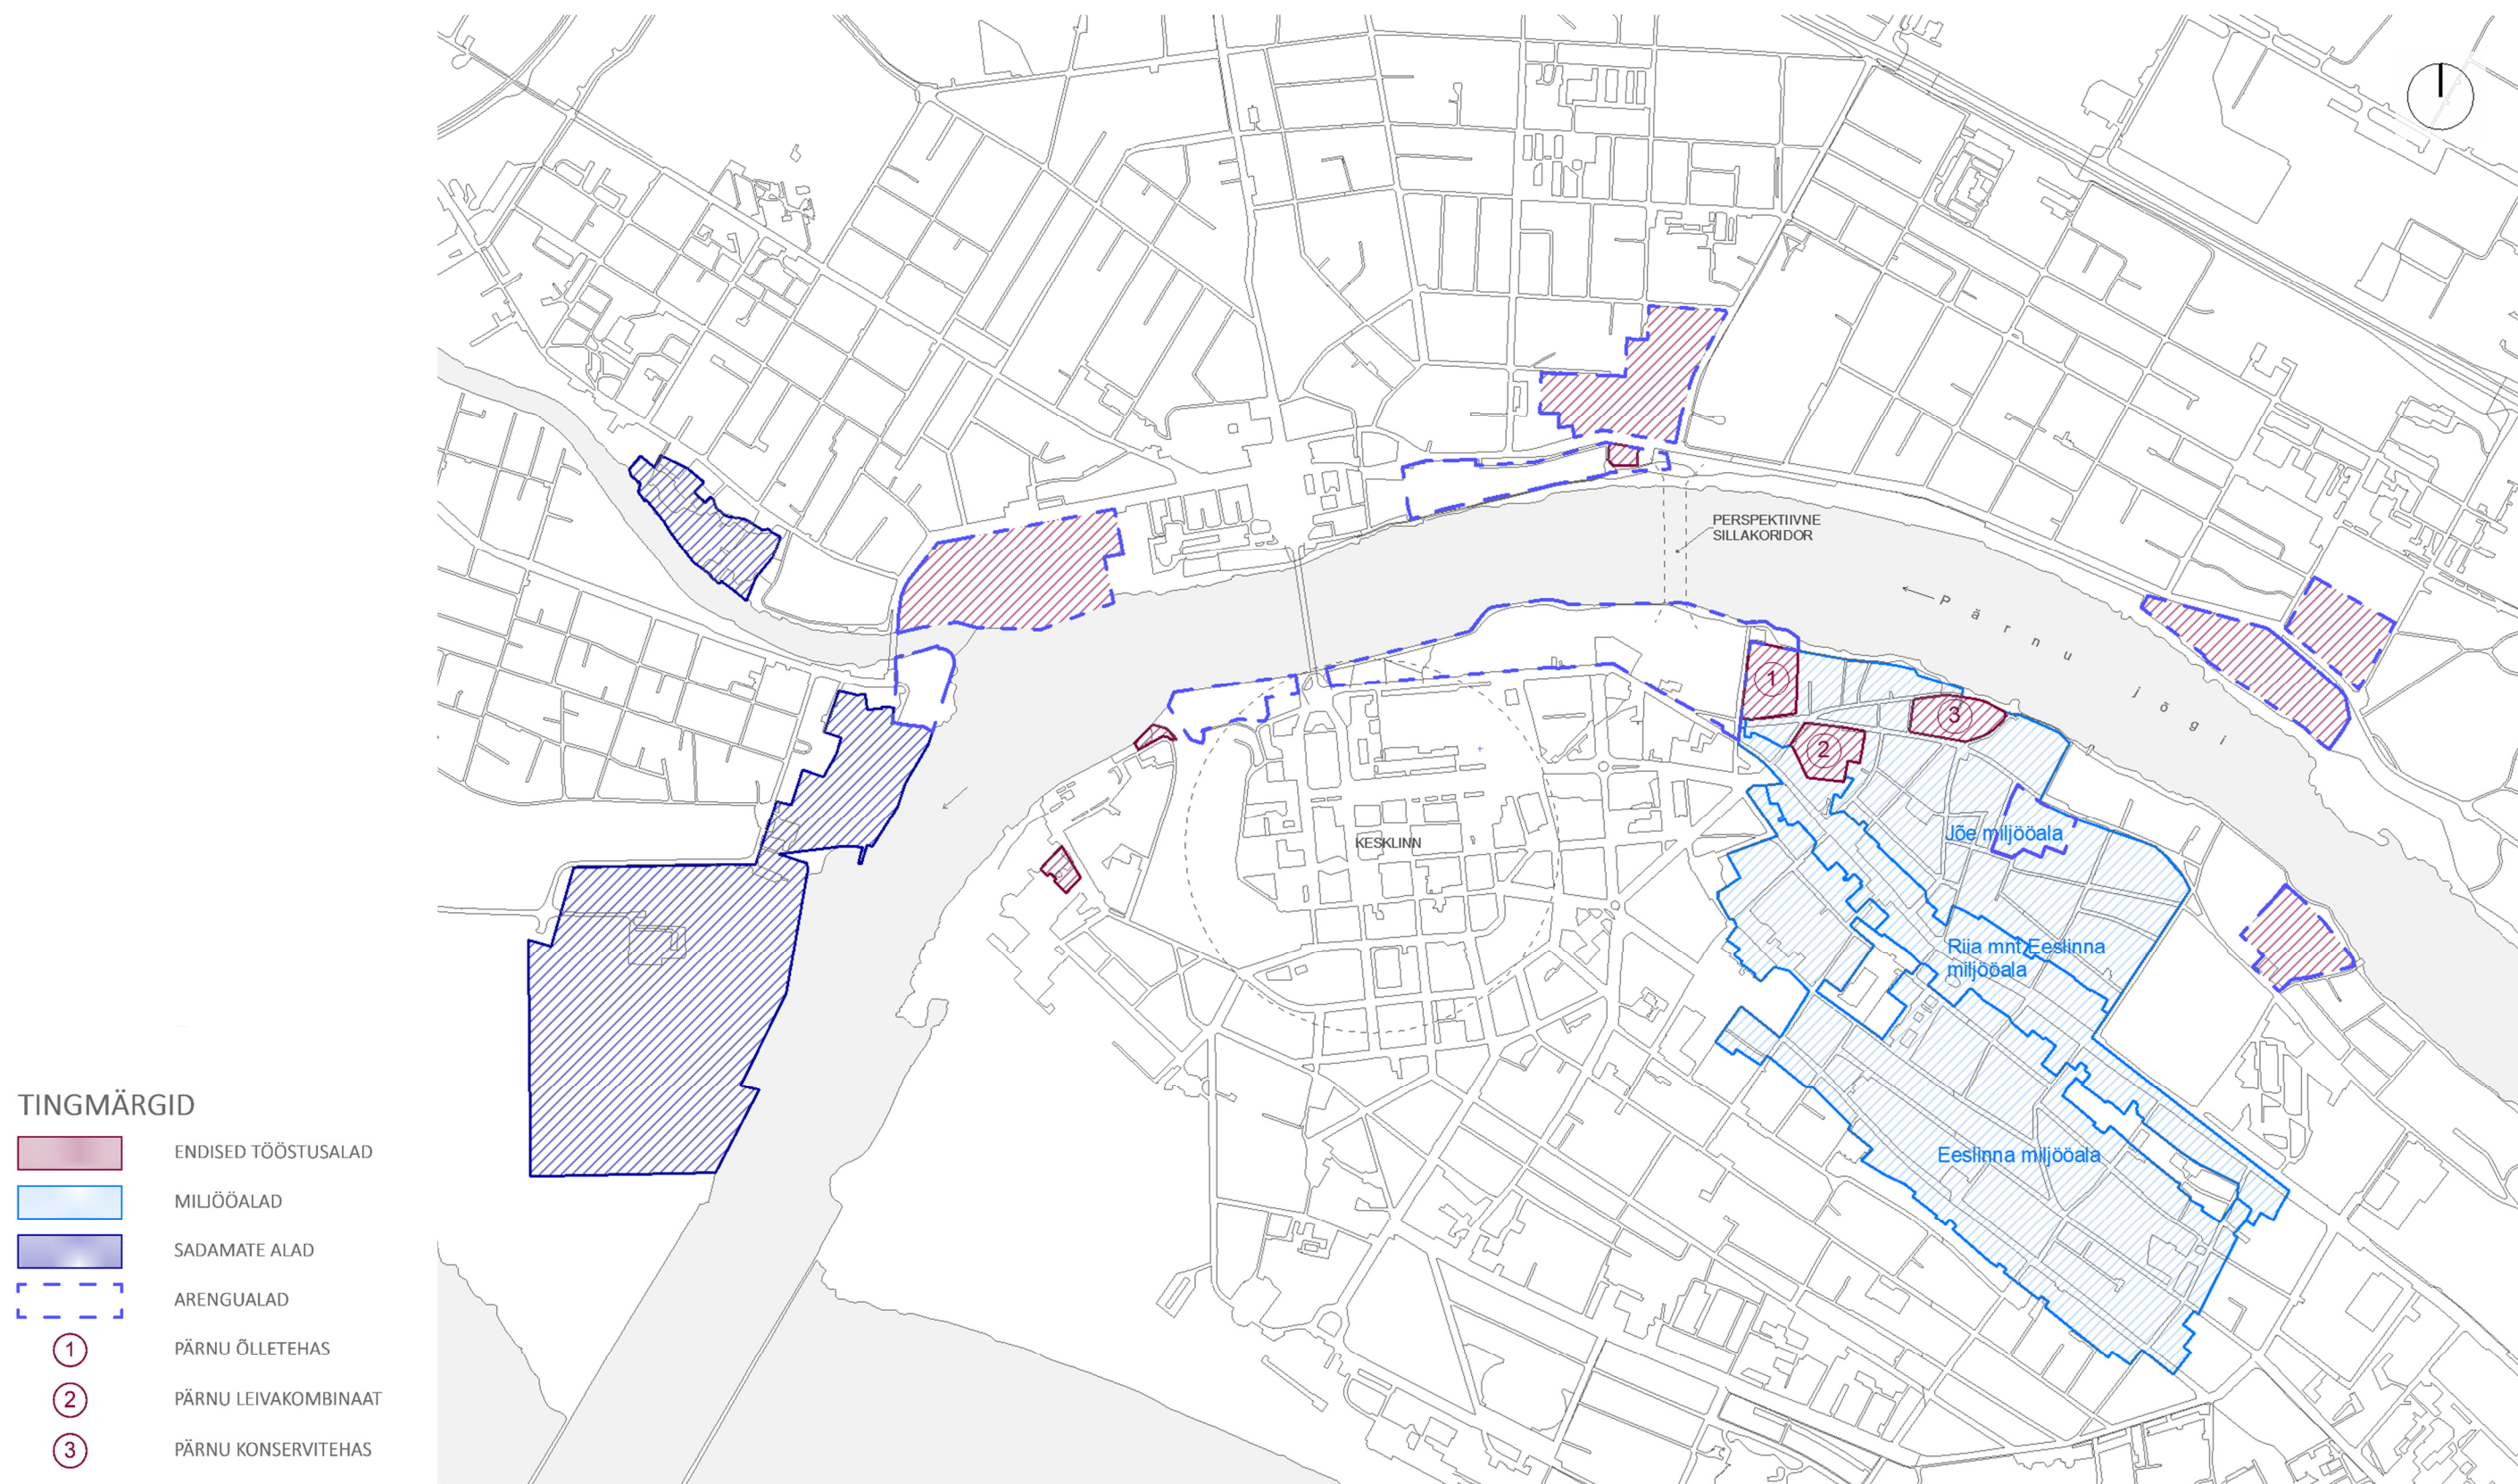 PERSPEKTIIVNE
SILLAKORIDOR
Pärnu jõgi
1
2
3
KESKLINN
Jõe miljööala
Riia mnt Eeslinna
miljööala
Eeslinna miljööala
TINGMÄRGID
ENDISED TÖÖSTUSALAD
MILJÖÖALAD
SADAMATE ALAD
ARENGUALAD
1 PÄRNU ÕLLETEHAS
2 PÄRNU LEIVAKOMBINAAT
3 PÄRNU KONSERVITEHAS